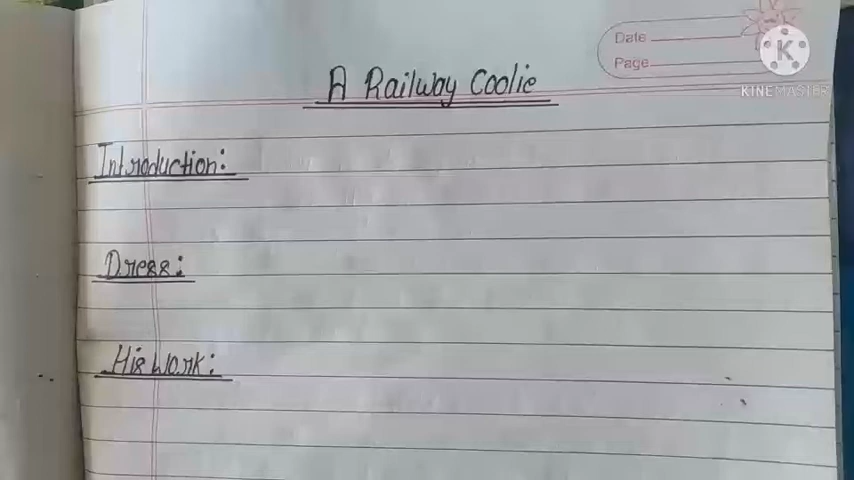 Date
Page
KINEMASTER
A Railway Coolie
Introduction:
Dress:
His Work: